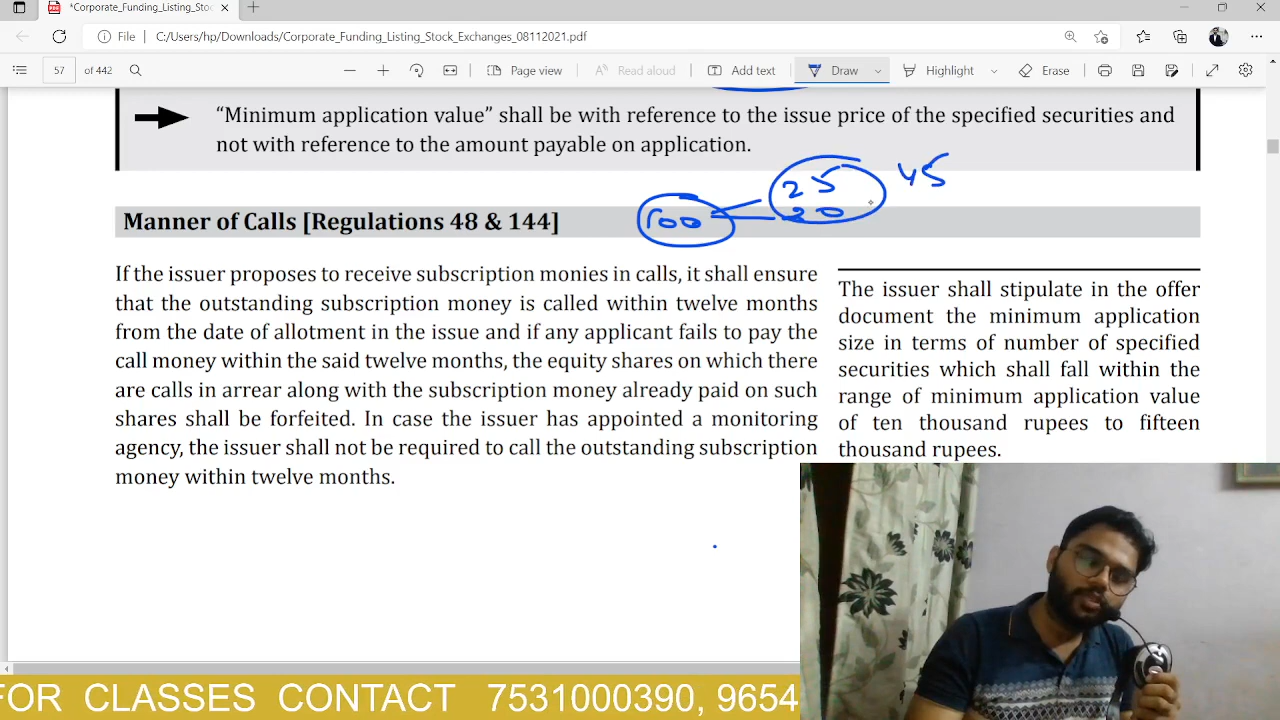 *Corporate_Funding_Listing_Stoc
File
C:/Users/hp/Downloads/Corporate_Funding_Listing_Stock_Exchanges_08112021.pdf
57 of 442
Page view
Read aloud
Add text
Draw
Highlight
Erase
“Minimum application value” shall be with reference to the issue price of the specified securities and
not with reference to the amount payable on application.
25 45
100 20
Manner of Calls [Regulations 48 & 144]
If the issuer proposes to receive subscription monies in calls, it shall ensure
that the outstanding subscription money is called within twelve months
from the date of allotment in the issue and if any applicant fails to pay the
call money within the said twelve months, the equity shares on which there
are calls in arrear along with the subscription money already paid on such
shares shall be forfeited. In case the issuer has appointed a monitoring
agency, the issuer shall not be required to call the outstanding subscription
money within twelve months.
The issuer shall stipulate in the offer
document the minimum application
size in terms of number of specified
securities which shall fall within the
range of minimum application value
of ten thousand rupees to fifteen
thousand rupees.
FOR CLASSES CONTACT 7531000390, 9654